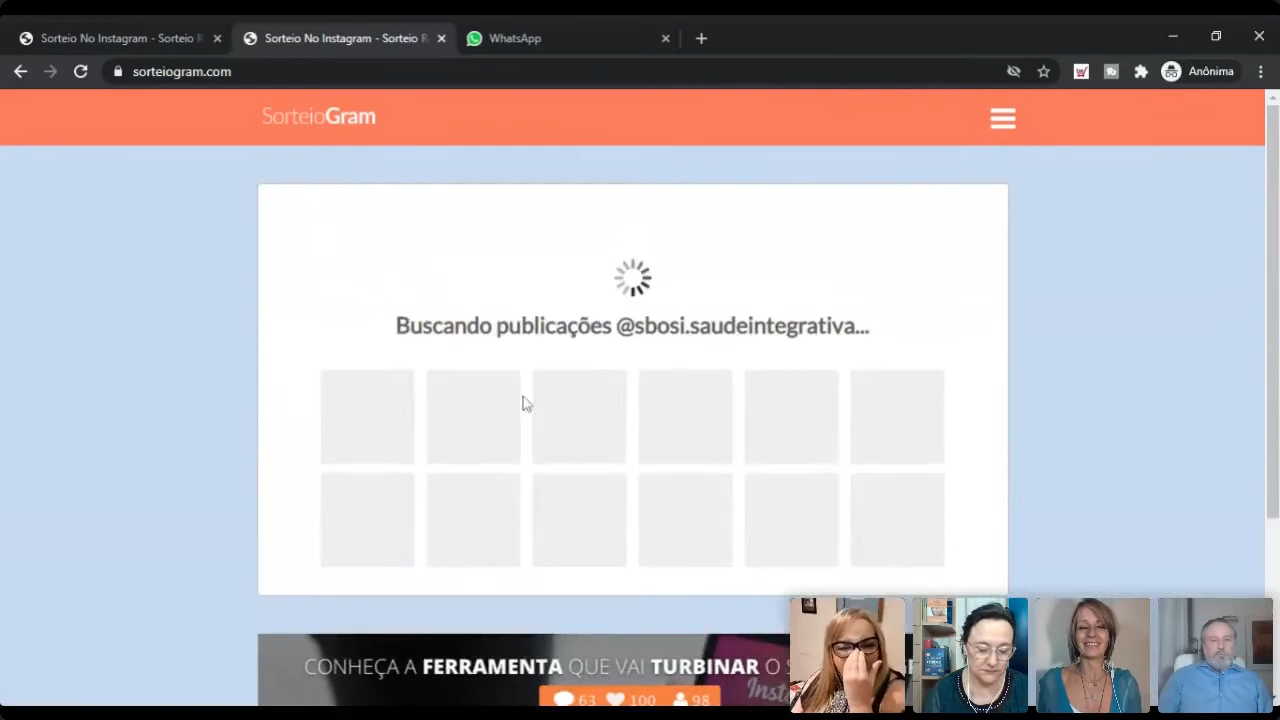 Sorteio No Instagram - Sorteio R
Sorteio No Instagram - Sorteio R
WhatsApp
sorteiogram.com
Anônima
SorteioGram
Buscando publicações @sbosi.saudeintegrativa...
CONHEÇA A FERRAMENTA QUE VAI TURBINAR O S
63 100 98